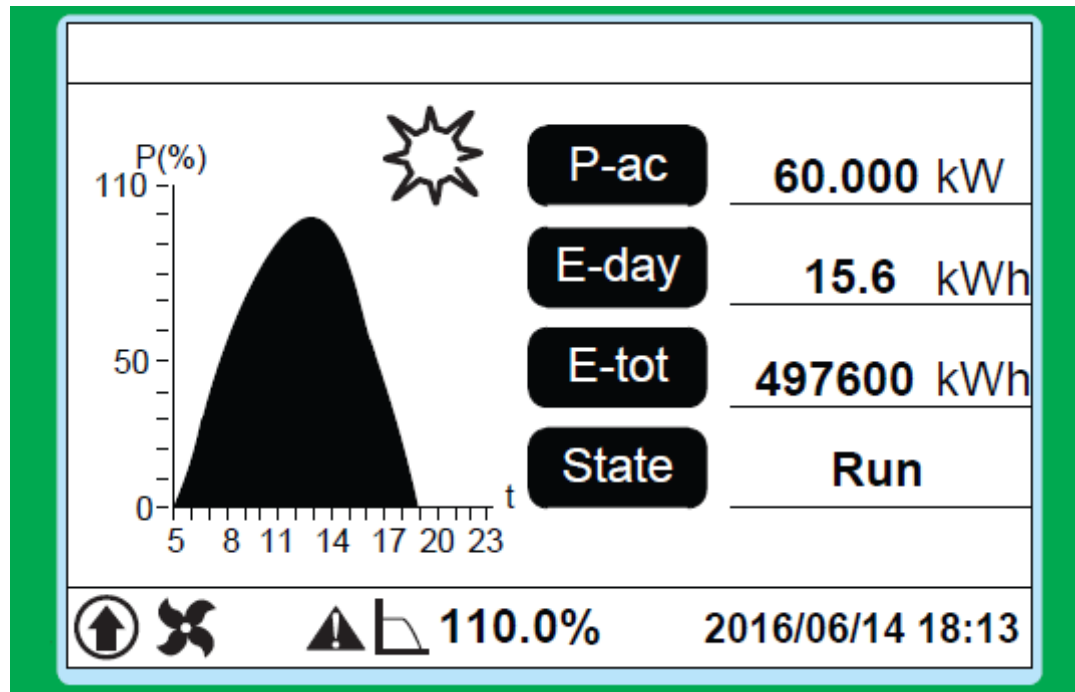 P(%)
110
50
0
5 8 11 14 17 20 23
t
P-ac 60.000 kW
E-day 15.6 kWh
E-tot 497600 kWh
State Run
110.0% 2016/06/14 18:13